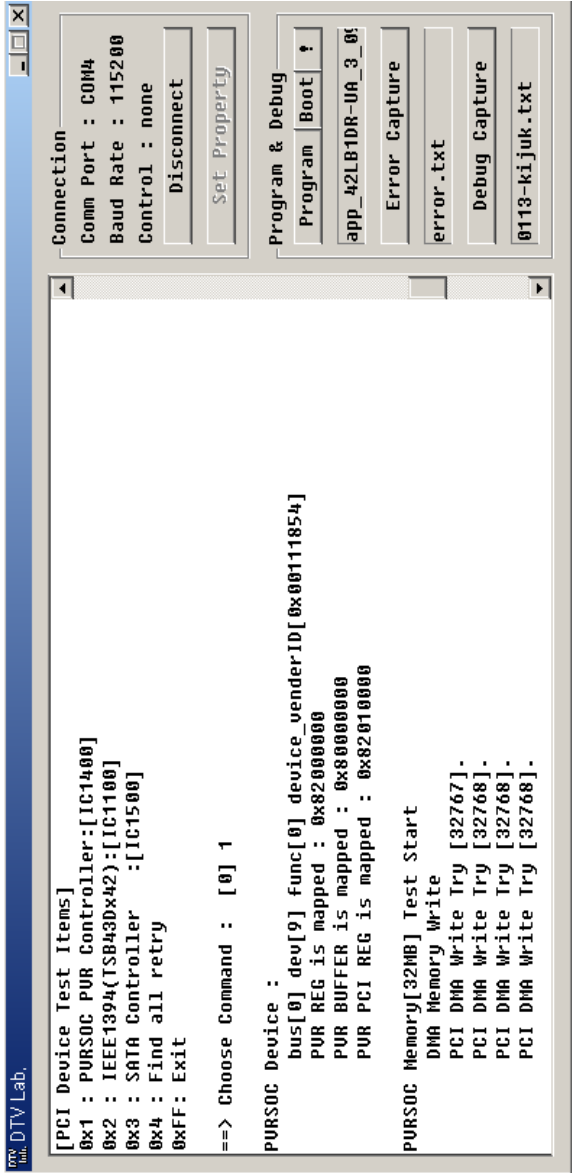 DTV Lab,
[PCI Device Test Items]
0x1 : PVRSOC PVR Controller:[IC1400]
0x2 : IEEE1394(TSB43Dx42):[IC1100]
0x3 : SATA Controller :[IC1500]
0x4 : Find all retry
0xFF: Exit
==> Choose Command : [0] 1
PVRSOC Device :
bus[0] dev[9] func[0] device_venderID[0x00111854]
PVR REG is mapped : 0x82000000
PVR BUFFER is mapped : 0x80000000
PVR PCI REG is mapped : 0x82010000
PVRSOC Memory[32MB] Test Start
DMA Memory Write
PCI DMA Write Try [32767].
PCI DMA Write Try [32768].
PCI DMA Write Try [32768].
PCI DMA Write Try [32768].
Connection
Comm Port : COM4
Baud Rate : 115200
Control : none
Disconnect
Set Property
Program & Debug
Program Boot !
app_42LB1DR-UA_3_09
Error Capture
error.txt
Debug Capture
0113-kijuk.txt